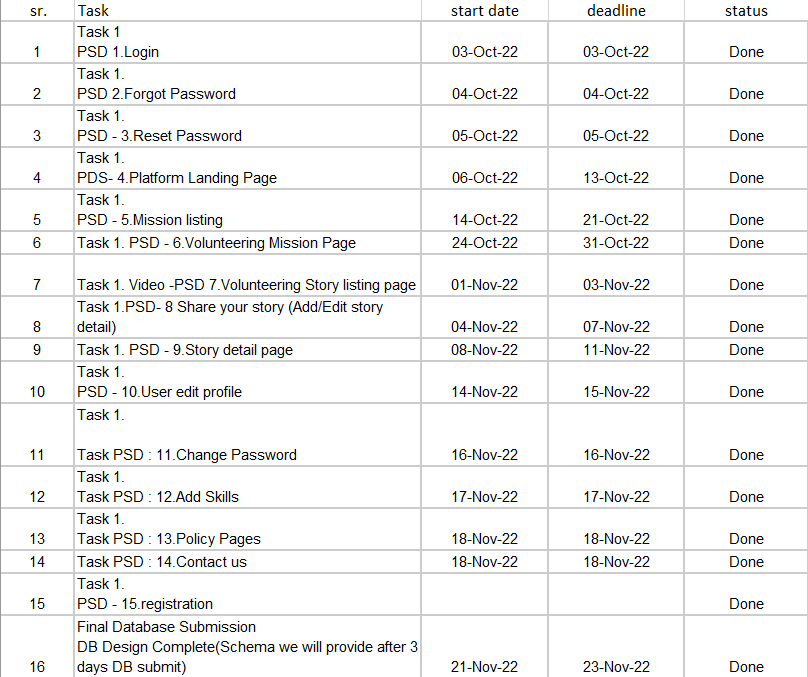 sr. Task start date deadline status
Task 1
1 PSD 1.Login 03-Oct-22 03-Oct-22 Done
Task 1.
2 PSD 2.Forgot Password 04-Oct-22 04-Oct-22 Done
Task 1.
3 PSD - 3.Reset Password 05-Oct-22 05-Oct-22 Done
Task 1.
4 PDS- 4.Platform Landing Page 06-Oct-22 13-Oct-22 Done
Task 1.
5 PSD - 5.Mission listing 14-Oct-22 21-Oct-22 Done
6 Task 1. PSD - 6.Volunteering Mission Page 24-Oct-22 31-Oct-22 Done
7 Task 1. Video -PSD 7.Volunteering Story listing page 01-Nov-22 03-Nov-22 Done
Task 1.PSD- 8 Share your story (Add/Edit story
8 detail) 04-Nov-22 07-Nov-22 Done
9 Task 1. PSD - 9.Story detail page 08-Nov-22 11-Nov-22 Done
Task 1.
10 PSD - 10.User edit profile 14-Nov-22 15-Nov-22 Done
Task 1.
11 Task PSD : 11.Change Password 16-Nov-22 16-Nov-22 Done
Task 1.
12 Task PSD : 12.Add Skills 17-Nov-22 17-Nov-22 Done
Task 1.
13 Task PSD : 13.Policy Pages 18-Nov-22 18-Nov-22 Done
14 Task PSD : 14.Contact us 18-Nov-22 18-Nov-22 Done
Task 1.
15 PSD - 15.registration Done
Final Database Submission
DB Design Complete(Schema we will provide after 3
16 days DB submit) 21-Nov-22 23-Nov-22 Done